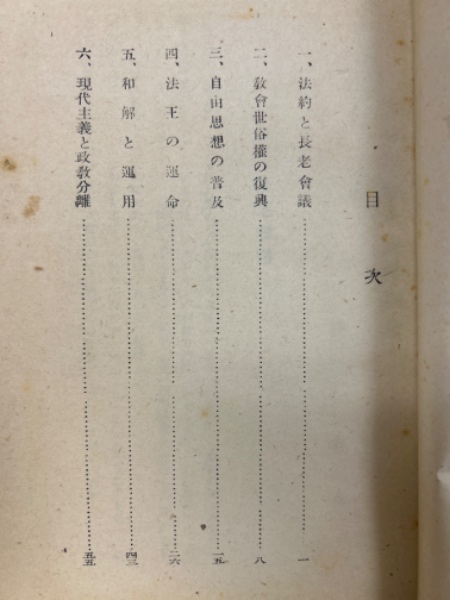 目次
一、法約と長老會議……一
二、敎會世俗權の復興……八
三、自由思想の普及……一五
四、法王の運命……二六
五、和解と運用……四三
六、現代主義と政敎分離……五五